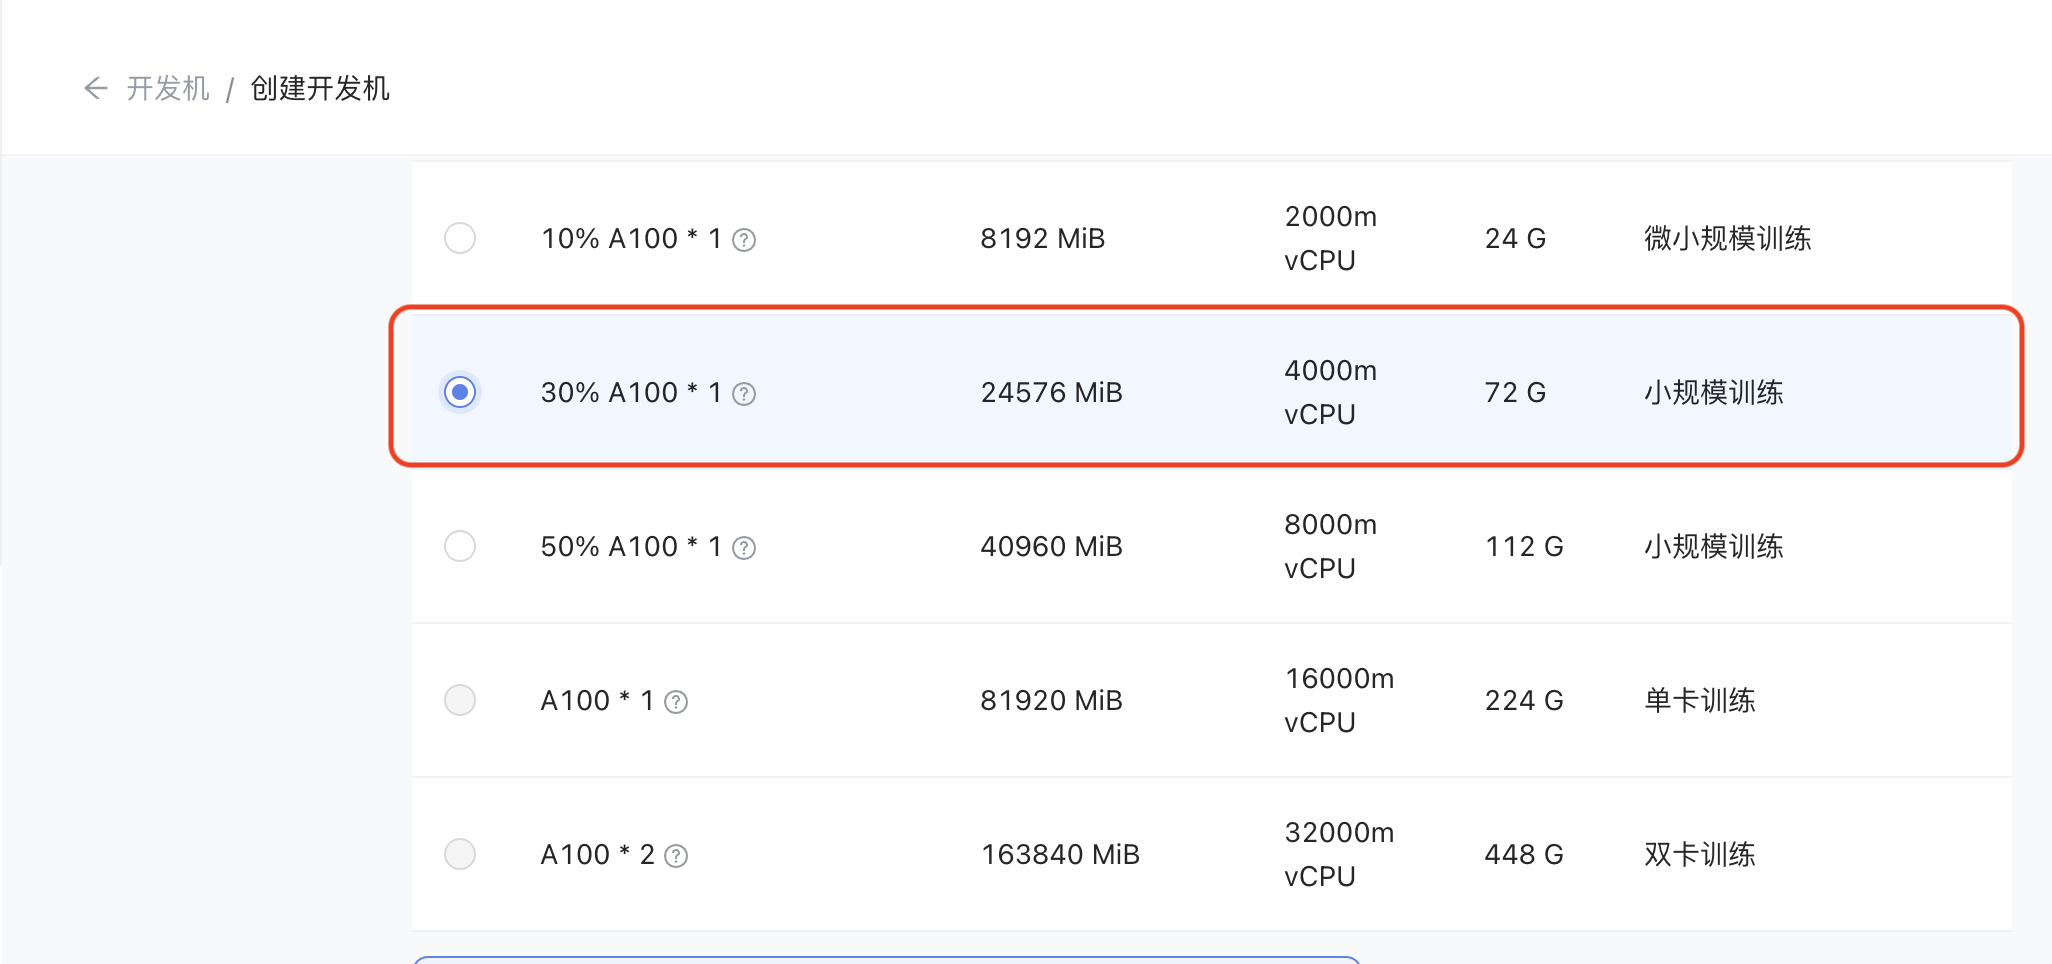 开发机 / 创建开发机
10% A100 * 1 8192 MiB 2000m vCPU 24 G 微小规模训练
30% A100 * 1 24576 MiB 4000m vCPU 72 G 小规模训练
50% A100 * 1 40960 MiB 8000m vCPU 112 G 小规模训练
A100 * 1 81920 MiB 16000m vCPU 224 G 单卡训练
A100 * 2 163840 MiB 32000m vCPU 448 G 双卡训练